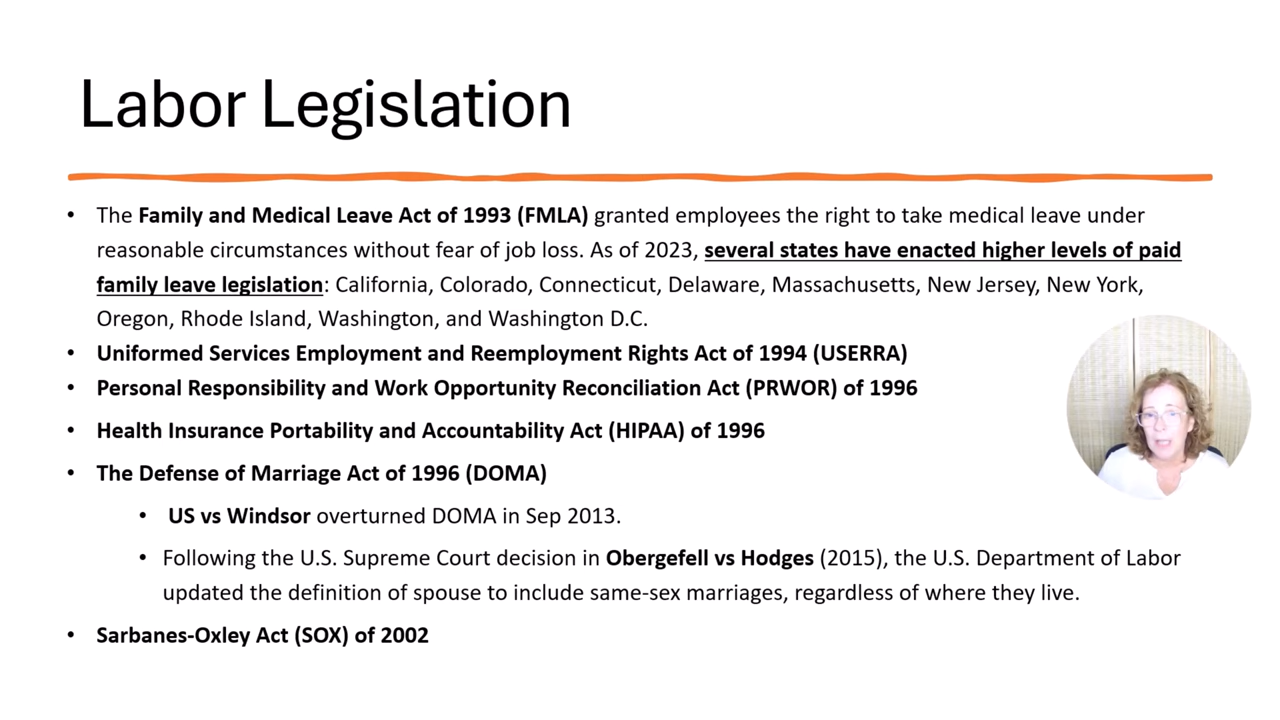 Labor Legislation
• The Family and Medical Leave Act of 1993 (FMLA) granted employees the right to take medical leave under
reasonable circumstances without fear of job loss. As of 2023, several states have enacted higher levels of paid
family leave legislation: California, Colorado, Connecticut, Delaware, Massachusetts, New Jersey, New York,
Oregon, Rhode Island, Washington, and Washington D.C.
• Uniformed Services Employment and Reemployment Rights Act of 1994 (USERRA)
• Personal Responsibility and Work Opportunity Reconciliation Act (PRWOR) of 1996
• Health Insurance Portability and Accountability Act (HIPAA) of 1996
• The Defense of Marriage Act of 1996 (DOMA)
• US vs Windsor overturned DOMA in Sep 2013.
• Following the U.S. Supreme Court decision in Obergefell vs Hodges (2015), the U.S. Department of Labor
updated the definition of spouse to include same-sex marriages, regardless of where they live.
• Sarbanes-Oxley Act (SOX) of 2002